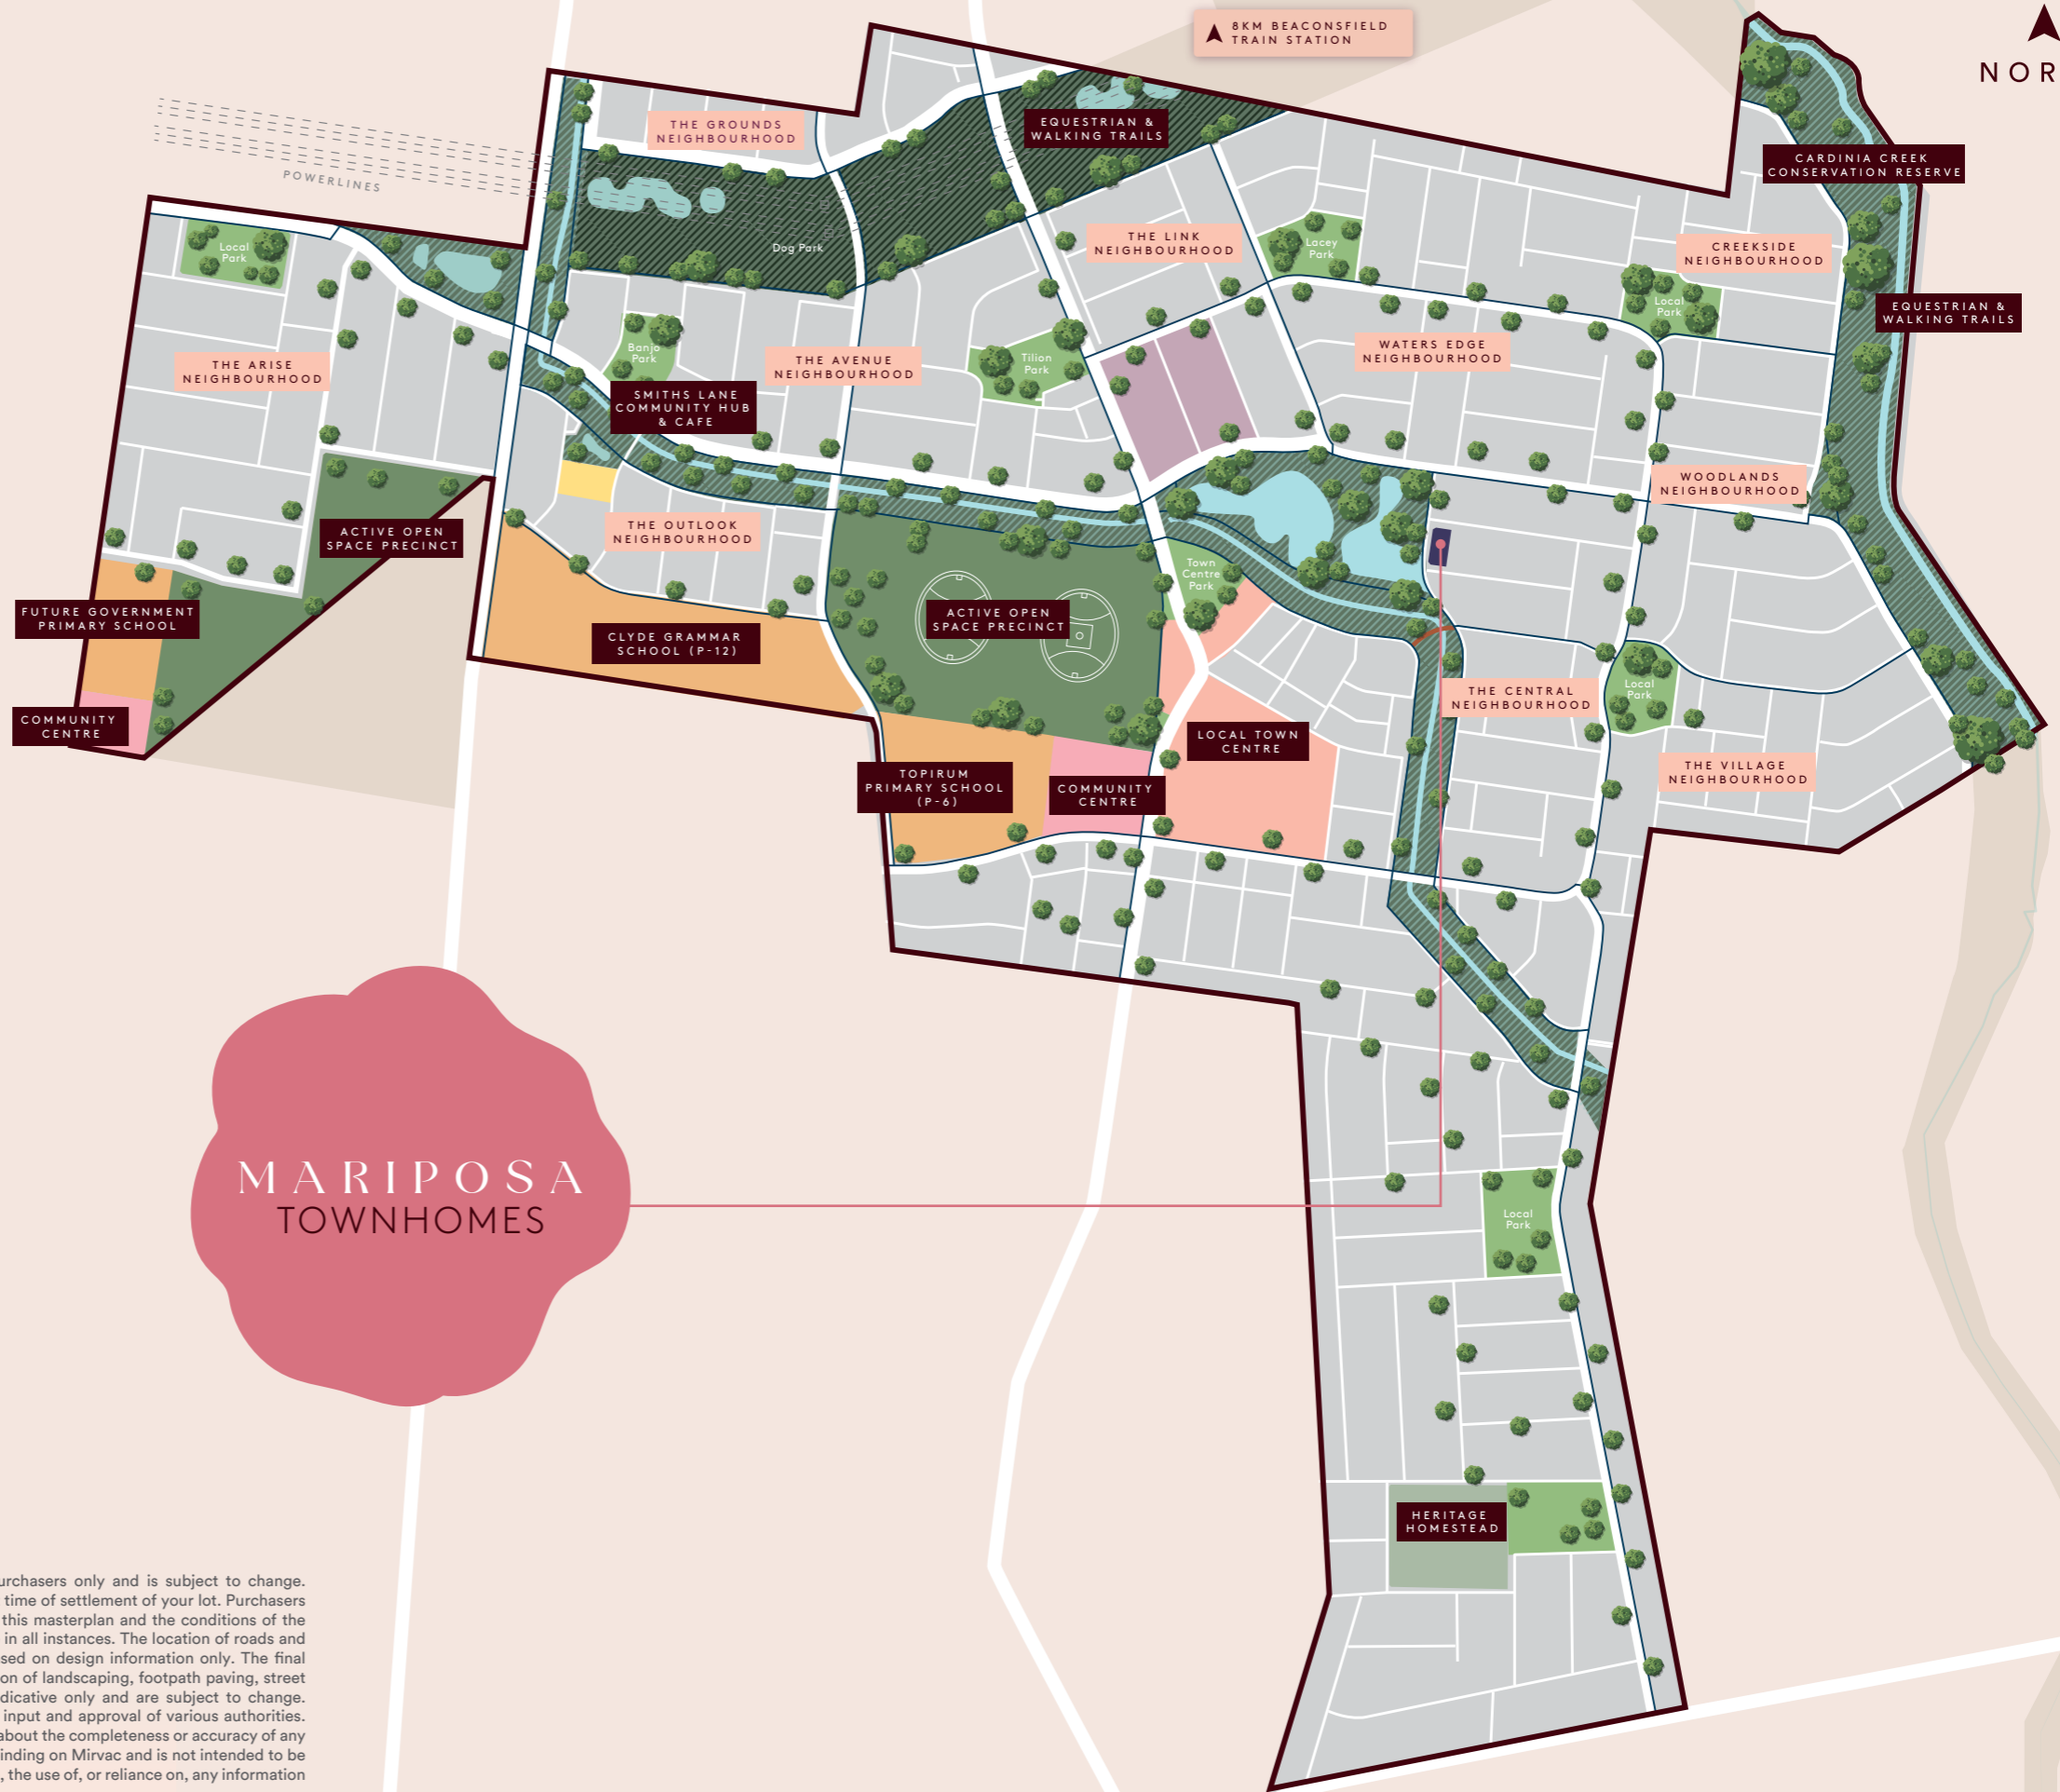 8KM BEACONSFIELD
TRAIN STATION
NOR
THE GROUNDS
NEIGHBOURHOOD
EQUESTRIAN &
WALKING TRAILS
CARDINIA CREEK
CONSERVATION RESERVE
POWERLINES
Local
Park
Dog Park
THE LINK
NEIGHBOURHOOD
Lacey
Park
CREEKSIDE
NEIGHBOURHOOD
Local
Park
EQUESTRIAN &
WALKING TRAILS
THE ARISE
NEIGHBOURHOOD
Banjo
Park
THE AVENUE
NEIGHBOURHOOD
Tilion
Park
WATERS EDGE
NEIGHBOURHOOD
SMITHS LANE
COMMUNITY HUB
& CAFE
WOODLANDS
NEIGHBOURHOOD
ACTIVE OPEN
SPACE PRECINCT
THE OUTLOOK
NEIGHBOURHOOD
Town
Centre
Park
FUTURE GOVERNMENT
PRIMARY SCHOOL
CLYDE GRAMMAR
SCHOOL (P-12)
ACTIVE OPEN
SPACE PRECINCT
THE CENTRAL
NEIGHBOURHOOD
Local
Park
COMMUNITY
CENTRE
LOCAL TOWN
CENTRE
THE VILLAGE
NEIGHBOURHOOD
TOPIRUM
PRIMARY SCHOOL
(P-6)
COMMUNITY
CENTRE
MARIPOSA
TOWNHOMES
Local
Park
HERITAGE
HOMESTEAD
urchasers only and is subject to change.
time of settlement of your lot. Purchasers
this masterplan and the conditions of the
in all instances. The location of roads and
sed on design information only. The final
on of landscaping, footpath paving, street
dicative only and are subject to change.
input and approval of various authorities.
about the completeness or accuracy of any
inding on Mirvac and is not intended to be
, the use of, or reliance on, any information